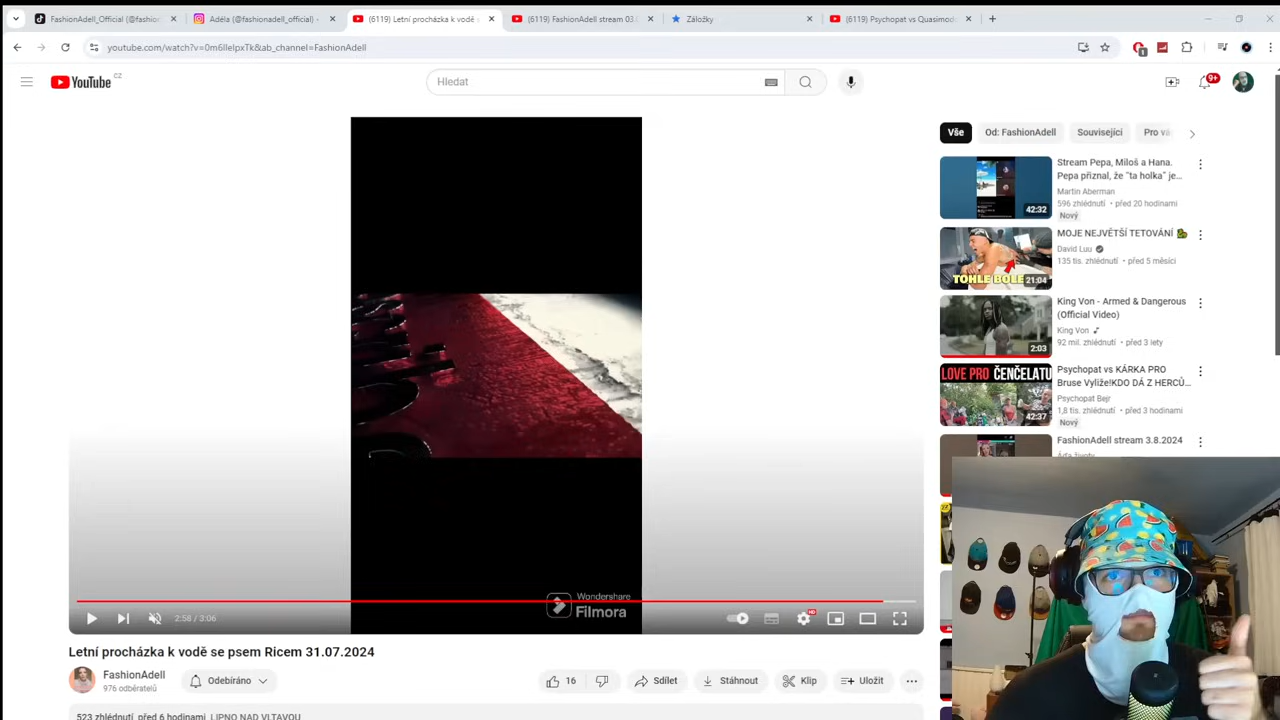 FashionAdell_Official (@fashion
Adéla (@fashionadell_official) -
(6119) Letní procházka k vodě s
(6119) FashionAdell stream 03.
Záložky
(6119) Psychopat vs Quasimod
youtube.com/watch?v=0m6llelpxTk&ab_channel=FashionAdell
YouTube CZ
Hledat
9+
Vše
Od: FashionAdell
Související
Pro vá
Stream Pepa, Miloš a Hana.
Pepa přiznal, že "ta holka" je...
Martin Aberman
596 zhlédnutí • před 20 hodinami
Nový
42:32
MOJE NEJVĚTŠÍ TETOVÁNÍ
David Luu
135 tis. zhlédnutí • před 5 měsíci
TOHLE BOLE
21:04
King Von - Armed & Dangerous
(Official Video)
King Von
92 mil. zhlédnutí • před 3 lety
2:03
LOVE PRO ČENČELATU
Psychopat vs KÁRKA PRO
Bruse Vyliže!KDO DÁ Z HERCŮ...
Psychopat Bejr
1,8 tis. zhlédnutí • před 3 hodinami
Nový
42:37
FashionAdell stream 3.8.2024
Wondershare
Filmora
2:58 / 3:06
HD
Letní procházka k vodě se psem Ricem 31.07.2024
FashionAdell
976 odběratelů
Odebíráno
16
Sdílet
Stáhnout
Klip
Uložit
523 zhlédnutí před 6 hodinami LIPNO NAD VLTAVOU